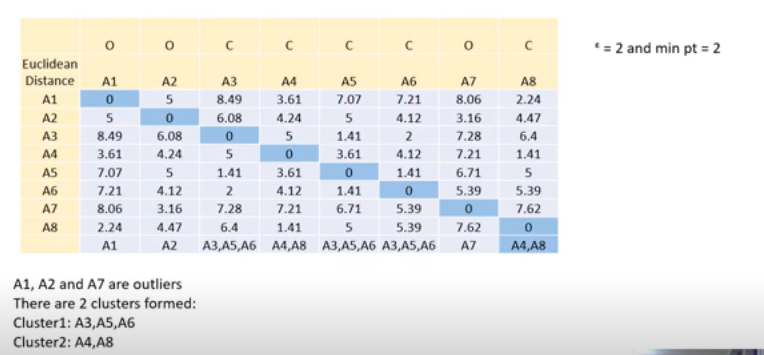 O O C C C C O C
ε = 2 and min pt = 2
Euclidean
Distance A1 A2 A3 A4 A5 A6 A7 A8
A1 0 5 8.49 3.61 7.07 7.21 8.06 2.24
A2 5 0 6.08 4.24 5 4.12 3.16 4.47
A3 8.49 6.08 0 5 1.41 2 7.28 6.4
A4 3.61 4.24 5 0 3.61 4.12 7.21 1.41
A5 7.07 5 1.41 3.61 0 1.41 6.71 5
A6 7.21 4.12 2 4.12 1.41 0 5.39 5.39
A7 8.06 3.16 7.28 7.21 6.71 5.39 0 7.62
A8 2.24 4.47 6.4 1.41 5 5.39 7.62 0
A1 A2 A3,A5,A6 A4,A8 A3,A5,A6 A3,A5,A6 A7 A4,A8
A1, A2 and A7 are outliers
There are 2 clusters formed:
Cluster1: A3,A5,A6
Cluster2: A4,A8